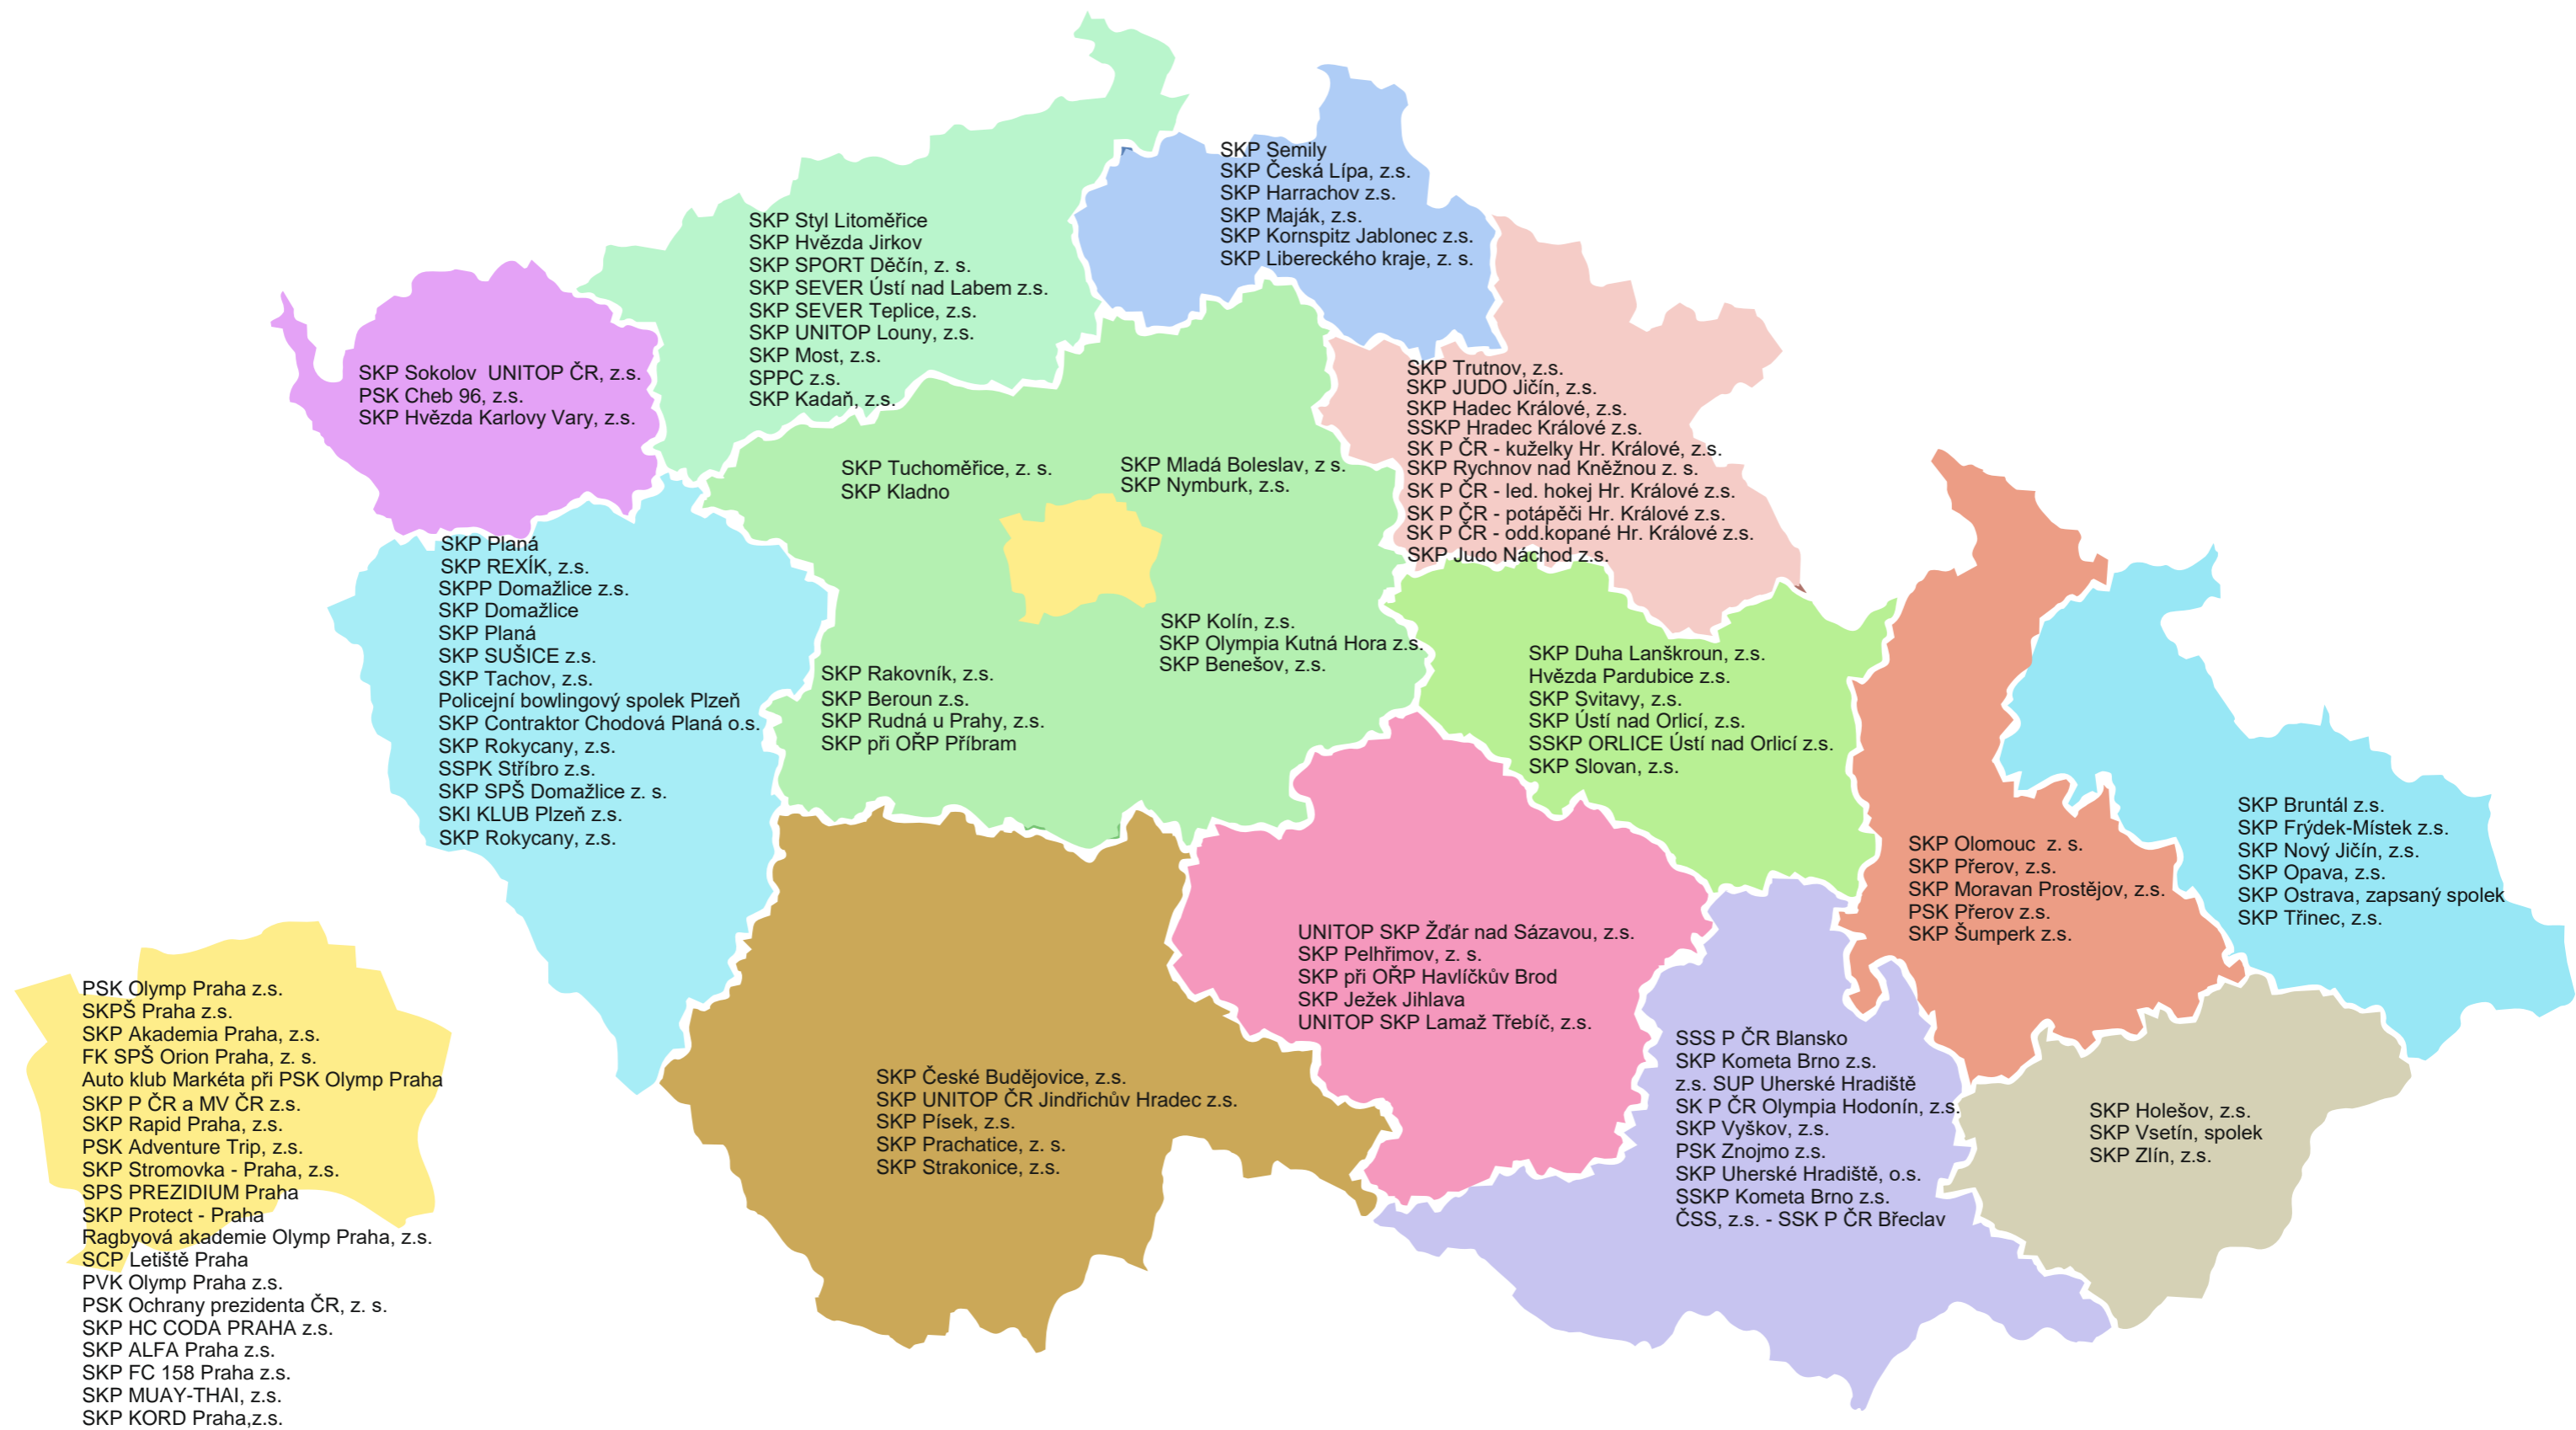 SKP Semily
SKP Česká Lípa, z.s.
SKP Harrachov z.s.
SKP Maják, z.s.
SKP Kornspitz Jablonec z.s.
SKP Libereckého kraje, z. s.
SKP Styl Litoměřice
SKP Hvězda Jirkov
SKP SPORT Děčín, z. s.
SKP SEVER Ústí nad Labem z.s.
SKP SEVER Teplice, z.s.
SKP UNITOP Louny, z.s.
SKP Most, z.s.
SPPC z.s.
SKP Kadaň, z.s.
SKP Sokolov  UNITOP ČR, z.s.
PSK Cheb 96, z.s.
SKP Hvězda Karlovy Vary, z.s.
SKP Trutnov, z.s.
SKP JUDO Jičín, z.s.
SKP Hadec Králové, z.s.
SSKP Hradec Králové z.s.
SK P ČR - kuželky Hr. Králové, z.s.
SKP Rychnov nad Kněžnou z. s.
SK P ČR - led. hokej Hr. Králové z.s.
SK P ČR - potápěči Hr. Králové z.s.
SK P ČR - odd.kopané Hr. Králové z.s.
SKP Judo Náchod z.s.
SKP Tuchoměřice, z. s.
SKP Kladno
SKP Mladá Boleslav, z s.
SKP Nymburk, z.s.
SKP Kolín, z.s.
SKP Olympia Kutná Hora z.s.
SKP Benešov, z.s.
SKP Rakovník, z.s.
SKP Beroun z.s.
SKP Rudná u Prahy, z.s.
SKP při OŘP Příbram
SKP Planá
SKP REXÍK, z.s.
SKPP Domažlice z.s.
SKP Domažlice
SKP Planá
SKP SUŠICE z.s.
SKP Tachov, z.s.
Policejní bowlingový spolek Plzeň
SKP Contraktor Chodová Planá o.s.
SKP Rokycany, z.s.
SSPK Stříbro z.s.
SKP SPŠ Domažlice z. s.
SKI KLUB Plzeň z.s.
SKP Rokycany, z.s.
SKP Duha Lanškroun, z.s.
Hvězda Pardubice z.s.
SKP Svitavy, z.s.
SKP Ústí nad Orlicí, z.s.
SSKP ORLICE Ústí nad Orlicí z.s.
SKP Slovan, z.s.
SKP Olomouc  z. s.
SKP Přerov, z.s.
SKP Moravan Prostějov, z.s.
PSK Přerov z.s.
SKP Šumperk z.s.
SKP Bruntál z.s.
SKP Frýdek-Místek z.s.
SKP Nový Jičín, z.s.
SKP Opava, z.s.
SKP Ostrava, zapsaný spolek
SKP Třinec, z.s.
UNITOP SKP Žďár nad Sázavou, z.s.
SKP Pelhřimov, z. s.
SKP při OŘP Havlíčkův Brod
SKP Ježek Jihlava
UNITOP SKP Lamaž Třebíč, z.s.
SKP České Budějovice, z.s.
SKP UNITOP ČR Jindřichův Hradec z.s.
SKP Písek, z.s.
SKP Prachatice, z. s.
SKP Strakonice, z.s.
SSS P ČR Blansko
SKP Kometa Brno z.s.
z.s. SUP Uherské Hradiště
SK P ČR Olympia Hodonín, z.s.
SKP Vyškov, z.s.
PSK Znojmo z.s.
SKP Uherské Hradiště, o.s.
SSKP Kometa Brno z.s.
ČSS, z.s. - SSK P ČR Břeclav
SKP Holešov, z.s.
SKP Vsetín, spolek
SKP Zlín, z.s.
PSK Olymp Praha z.s.
SKPŠ Praha z.s.
SKP Akademia Praha, z.s.
FK SPŠ Orion Praha, z. s.
Auto klub Markéta při PSK Olymp Praha
SKP P ČR a MV ČR z.s.
SKP Rapid Praha, z.s.
PSK Adventure Trip, z.s.
SKP Stromovka - Praha, z.s.
SPS PREZIDIUM Praha
SKP Protect - Praha
Ragbyová akademie Olymp Praha, z.s.
SCP Letiště Praha
PVK Olymp Praha z.s.
PSK Ochrany prezidenta ČR, z. s.
SKP HC CODA PRAHA z.s.
SKP ALFA Praha z.s.
SKP FC 158 Praha z.s.
SKP MUAY-THAI, z.s.
SKP KORD Praha,z.s.